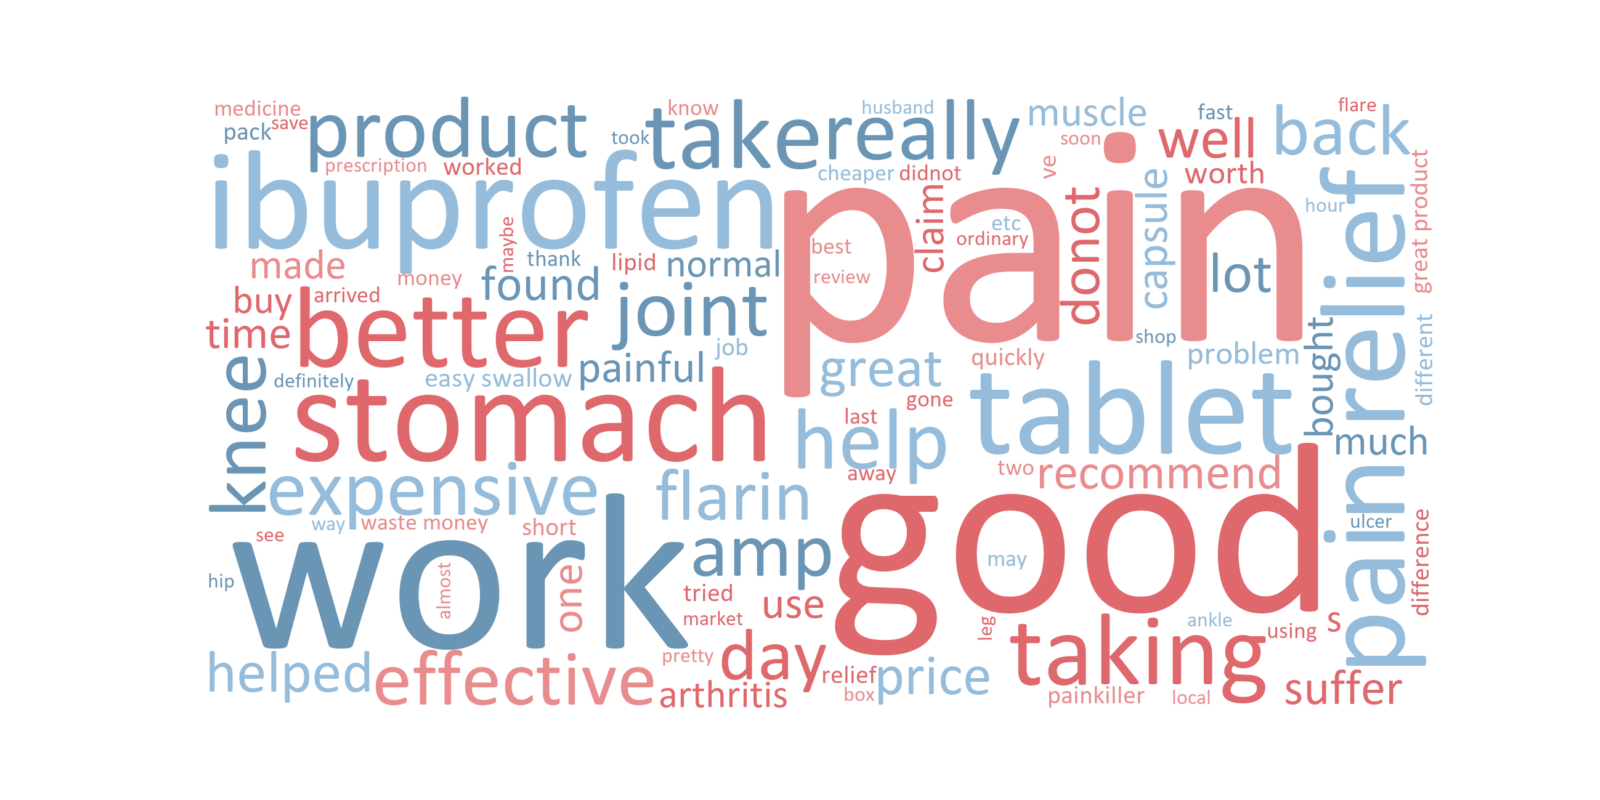 medicine
pack
save
product
took
know
take
really
husband
muscle
soon
fast
well
back
flare
prescription
worked
cheaper
didnot
ve
worth
ibuprofen
pain
maybe
thank
lipid
normal
claim
etc
ordinary
best
review
donot
capsule
lot
hour
pain relief
great product
made
money
found
buy
arrived
time
better
joint
job
painful
shop
quickly
problem
bought
different
knee
definitely
easy swallow
great
gone
last
stomach
help
tablet
much
away
two
recommend
expensive
flarin
way
waste money
short
see
work
almost
one
hip
amp
good
may
ulcer
difference
tried
market
use
leg
ankle
using
s
taking
helped
effective
pretty
day
arthritis
relief
box
price
painkiller
local
suffer